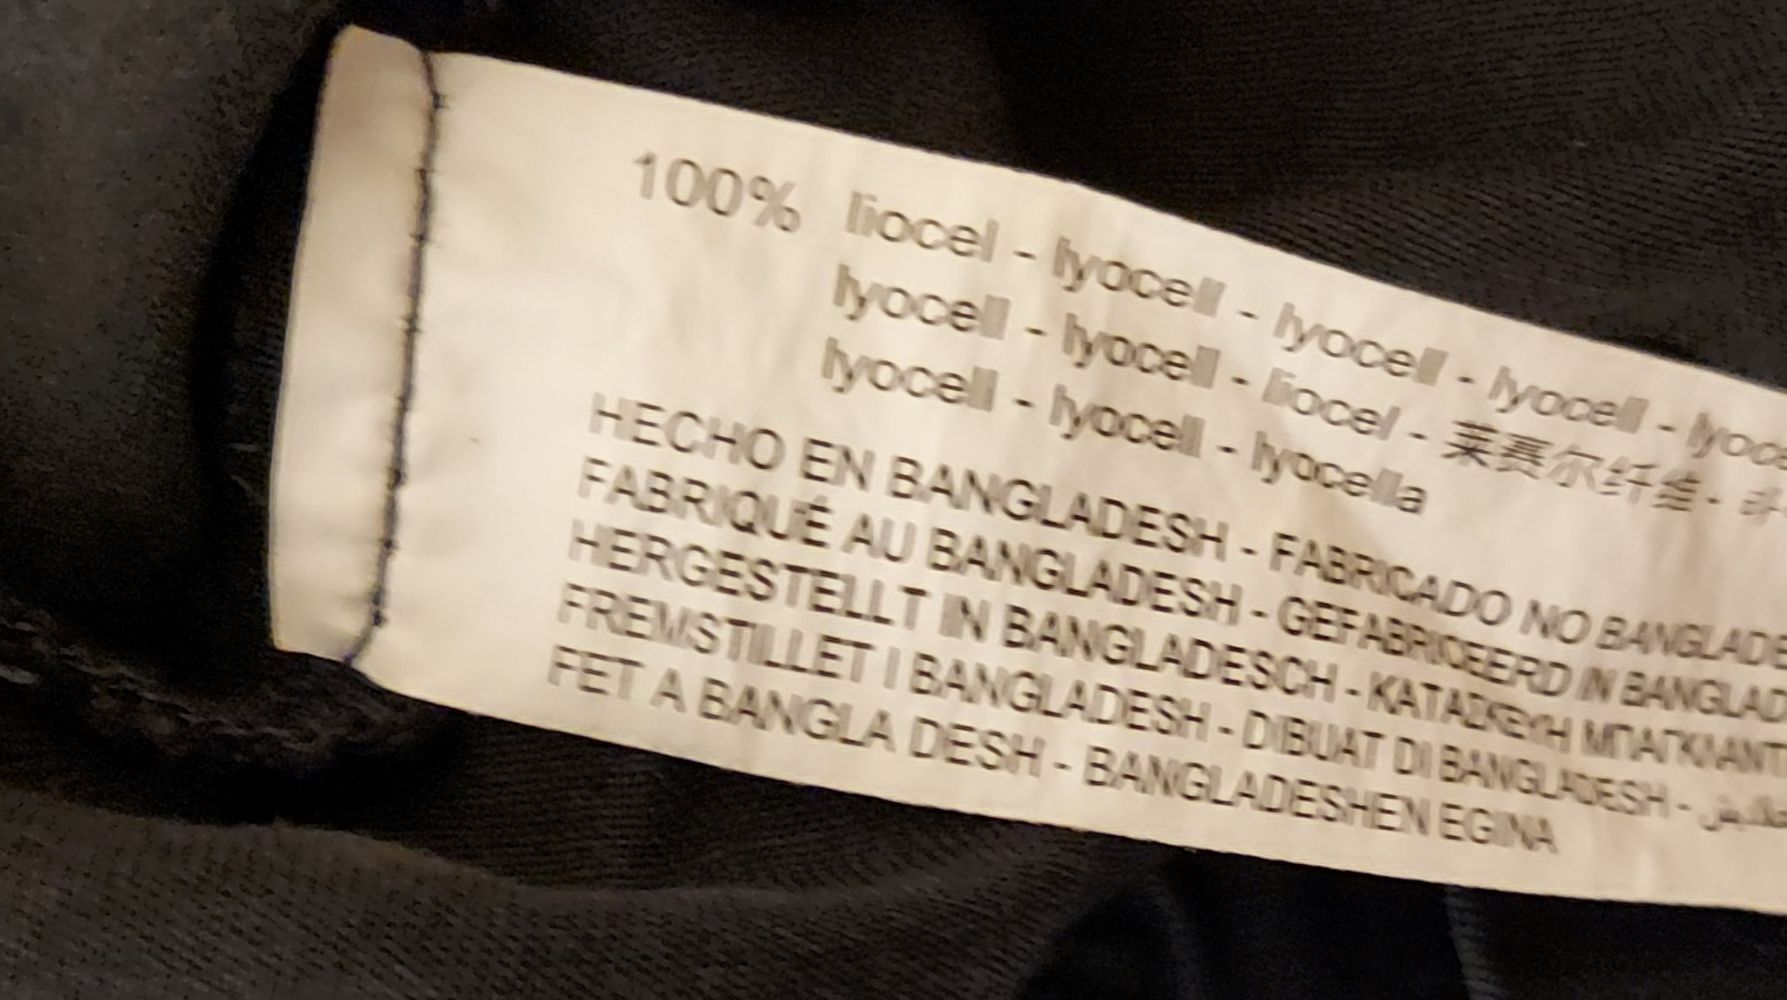 100% liocel - lyocell - lyocell - lyocell -
lyocell - lyocell - liocel - 莱赛尔纤维 -
lyocell - lyocell - lyocella
HECHO EN BANGLADESH - FABRICADO NO
FABRIQUÉ AU BANGLADESH - GEFABRICEERD IN
HERGESTELLT IN BANGLADESCH - ΚΑΤΑΣΚΕΥΗ
FREMSTILLET I BANGLADESH - DIBUAT DI BANGLADESH -
FET A BANGLA DESH - BANGLADESHEN EGINA